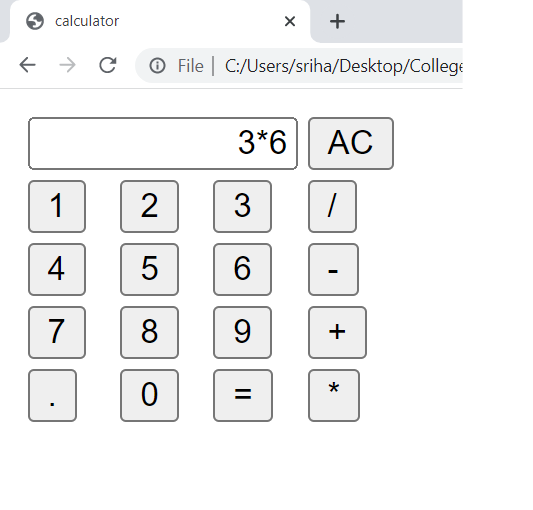 calculator
File | C:/Users/sriha/Desktop/College
3*6 AC
1 2 3 /
4 5 6 -
7 8 9 +
. 0 = *